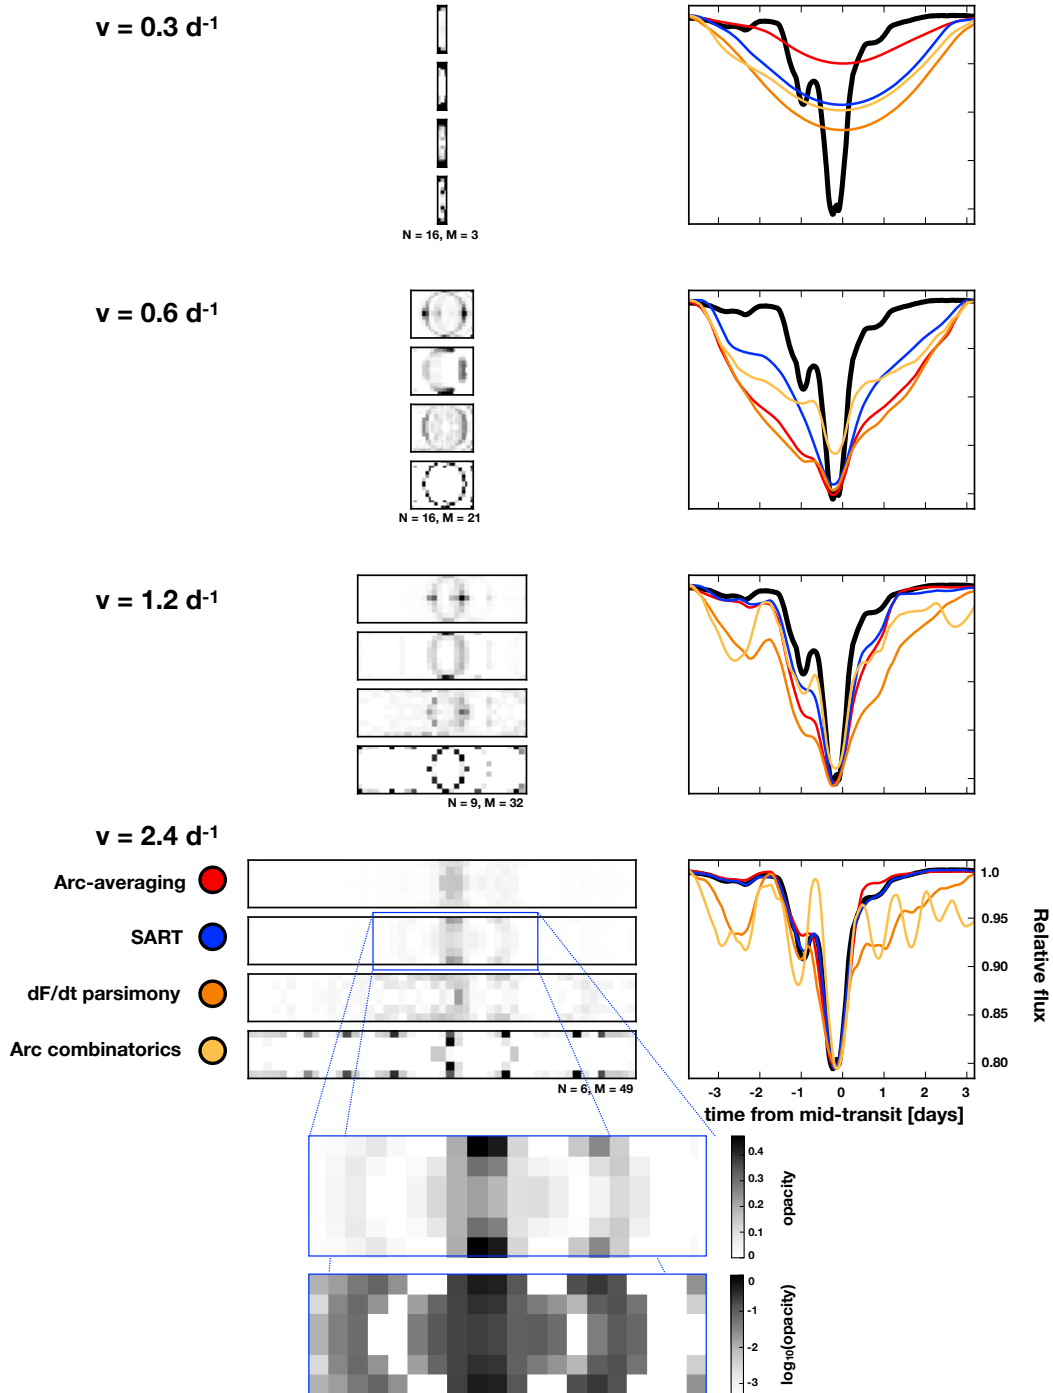 v = 0.3 d⁻¹
N = 16, M = 3
v = 0.6 d⁻¹
N = 16, M = 21
v = 1.2 d⁻¹
N = 9, M = 32
v = 2.4 d⁻¹
Arc-averaging
SART
dF/dt parsimony
Arc combinatorics
N = 6, M = 49
1.0
0.95
0.90
0.85
0.80
Relative flux
-3 -2 -1 0 1 2 3
time from mid-transit [days]
0.4
0.3
0.2
0.1
0
opacity
0
-1
-2
-3
log₁₀(opacity)